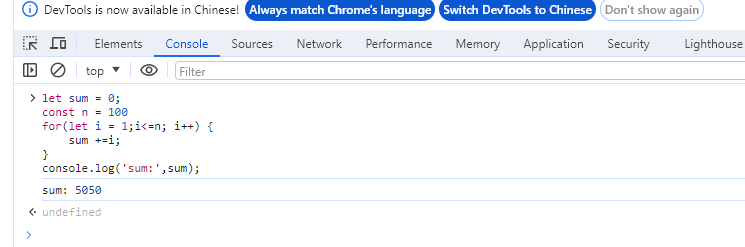 DevTools is now available in Chinese! Always match Chrome's language Switch DevTools to Chinese Don't show again
Elements Console Sources Network Performance Memory Application Security Lighthouse
top Filter
let sum = 0;
const n = 100
for(let i = 1;i<=n; i++) {
sum +=i;
}
console.log('sum:',sum);
sum: 5050
undefined